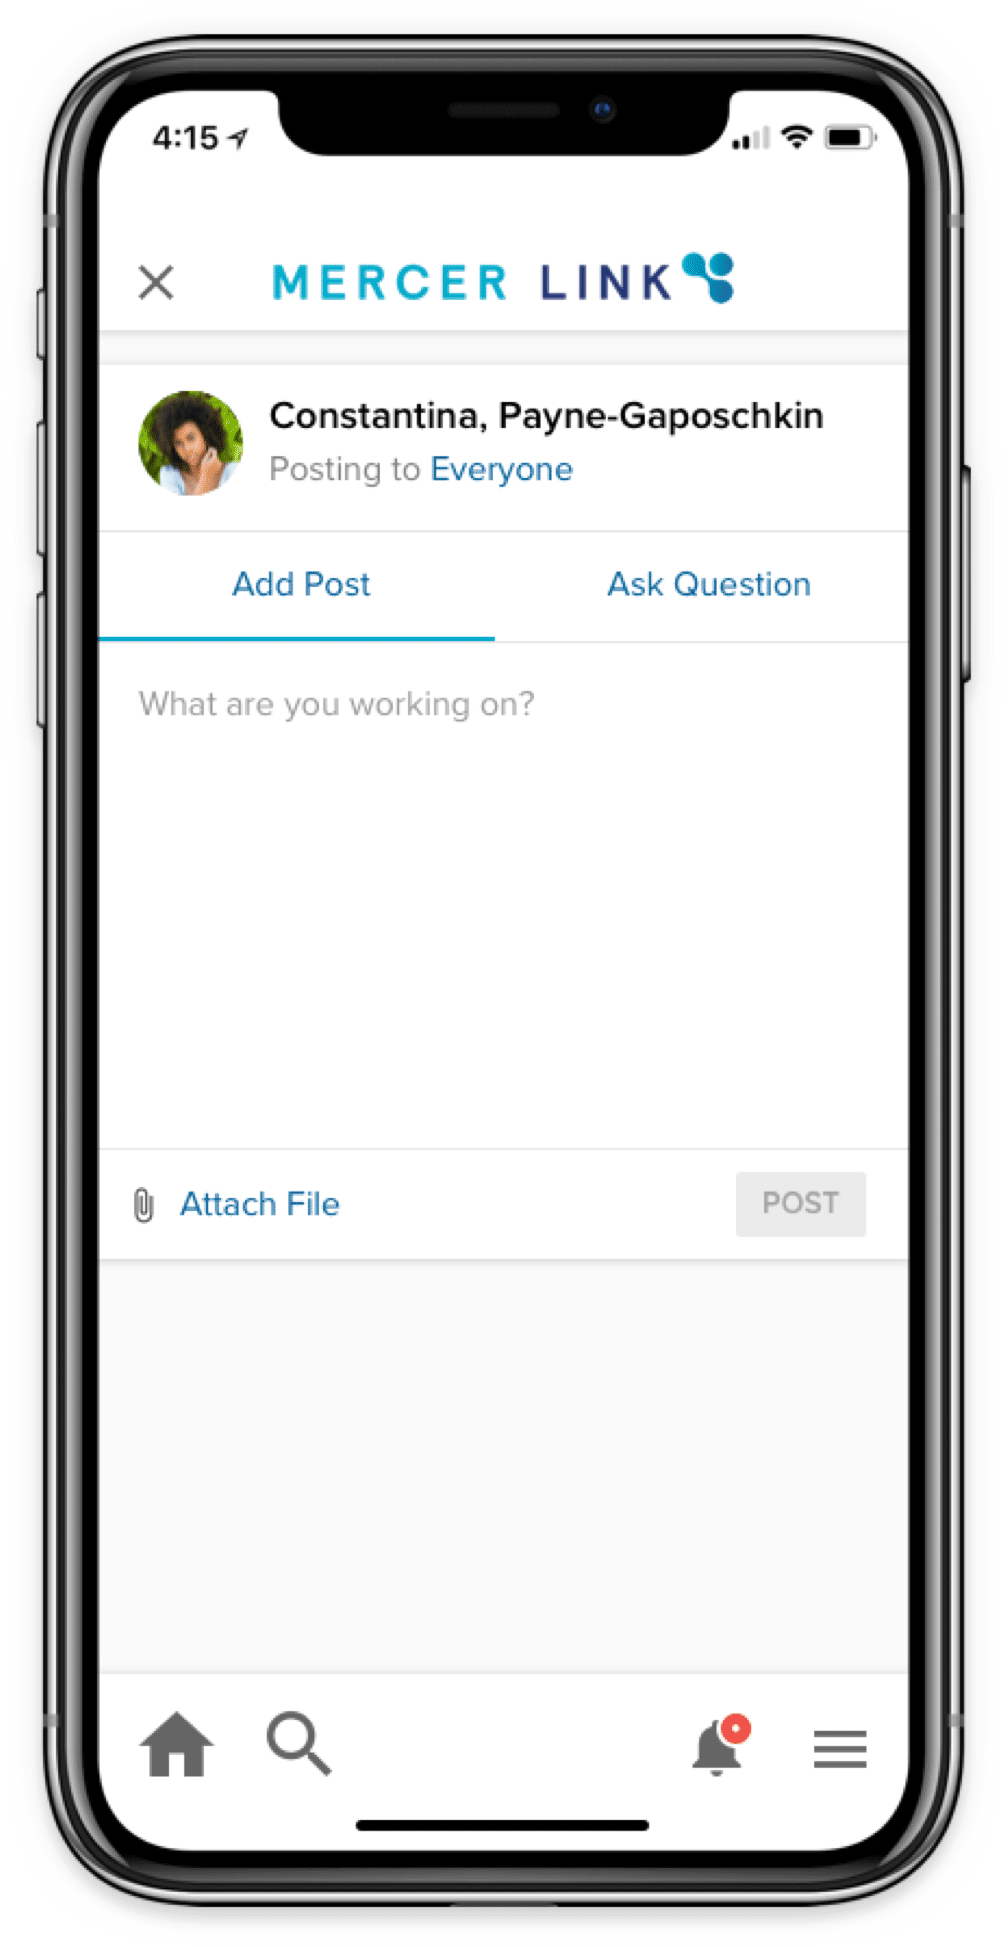 4:15
MERCER LINK
Constantina, Payne-Gaposchkin
Posting to Everyone
Add Post
Ask Question
What are you working on?
Attach File
POST